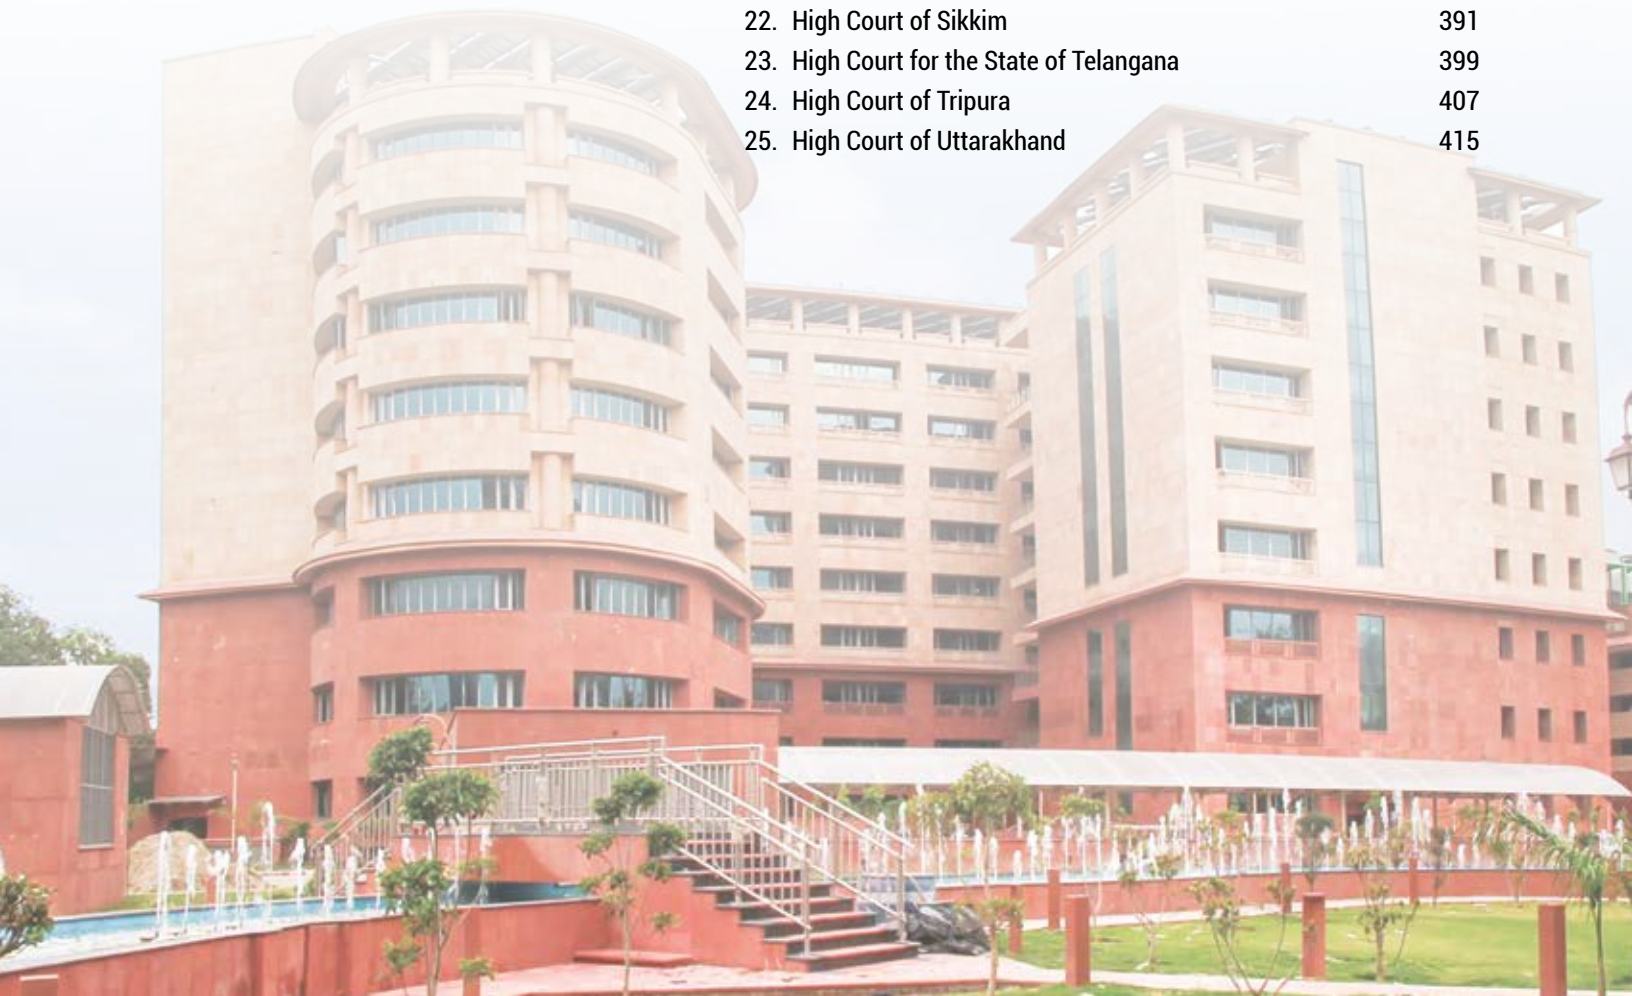 22. High Court of Sikkim 391
23. High Court for the State of Telangana 399
24. High Court of Tripura 407
25. High Court of Uttarakhand 415